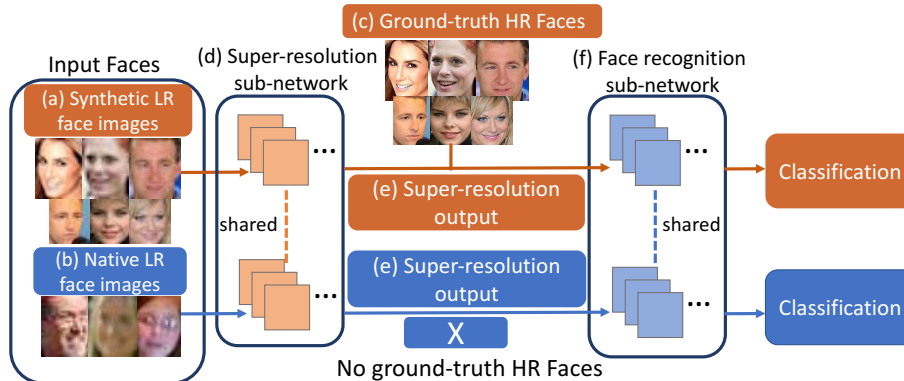 (c) Ground-truth HR Faces
Input Faces
(d) Super-resolution
sub-network
(f) Face recognition
sub-network
(a) Synthetic LR
face images
...
...
Classification
(e) Super-resolution
output
shared
shared
(b) Native LR
face images
(e) Super-resolution
output
...
...
Classification
X
No ground-truth HR Faces